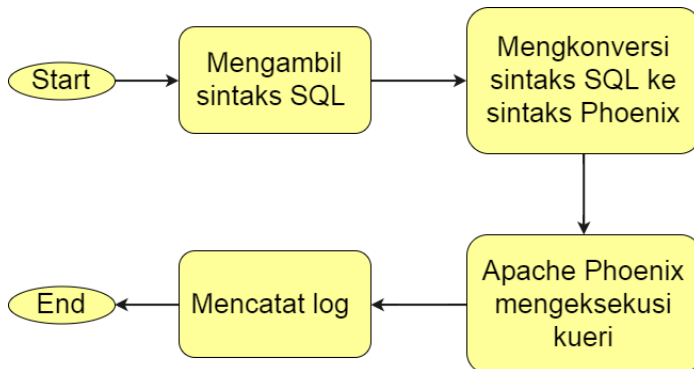 Start
Mengambil
sintaks SQL
Mengkonversi
sintaks SQL ke
sintaks Phoenix
Apache Phoenix
mengeksekusi
kueri
Mencatat log
End